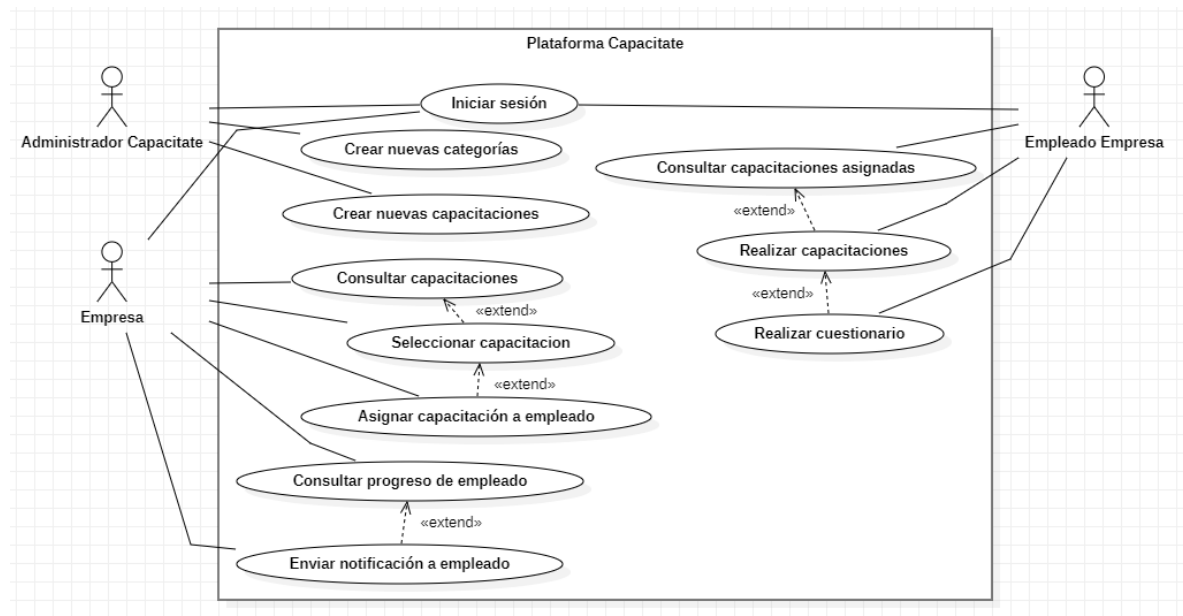 Plataforma Capacitate
Iniciar sesión
Administrador Capacitate
Empleado Empresa
Crear nuevas categorías
Consultar capacitaciones asignadas
«extend»
Crear nuevas capacitaciones
Realizar capacitaciones
Consultar capacitaciones
«extend»
«extend»
Empresa
Realizar cuestionario
Seleccionar capacitacion
«extend»
Asignar capacitación a empleado
Consultar progreso de empleado
«extend»
Enviar notificación a empleado